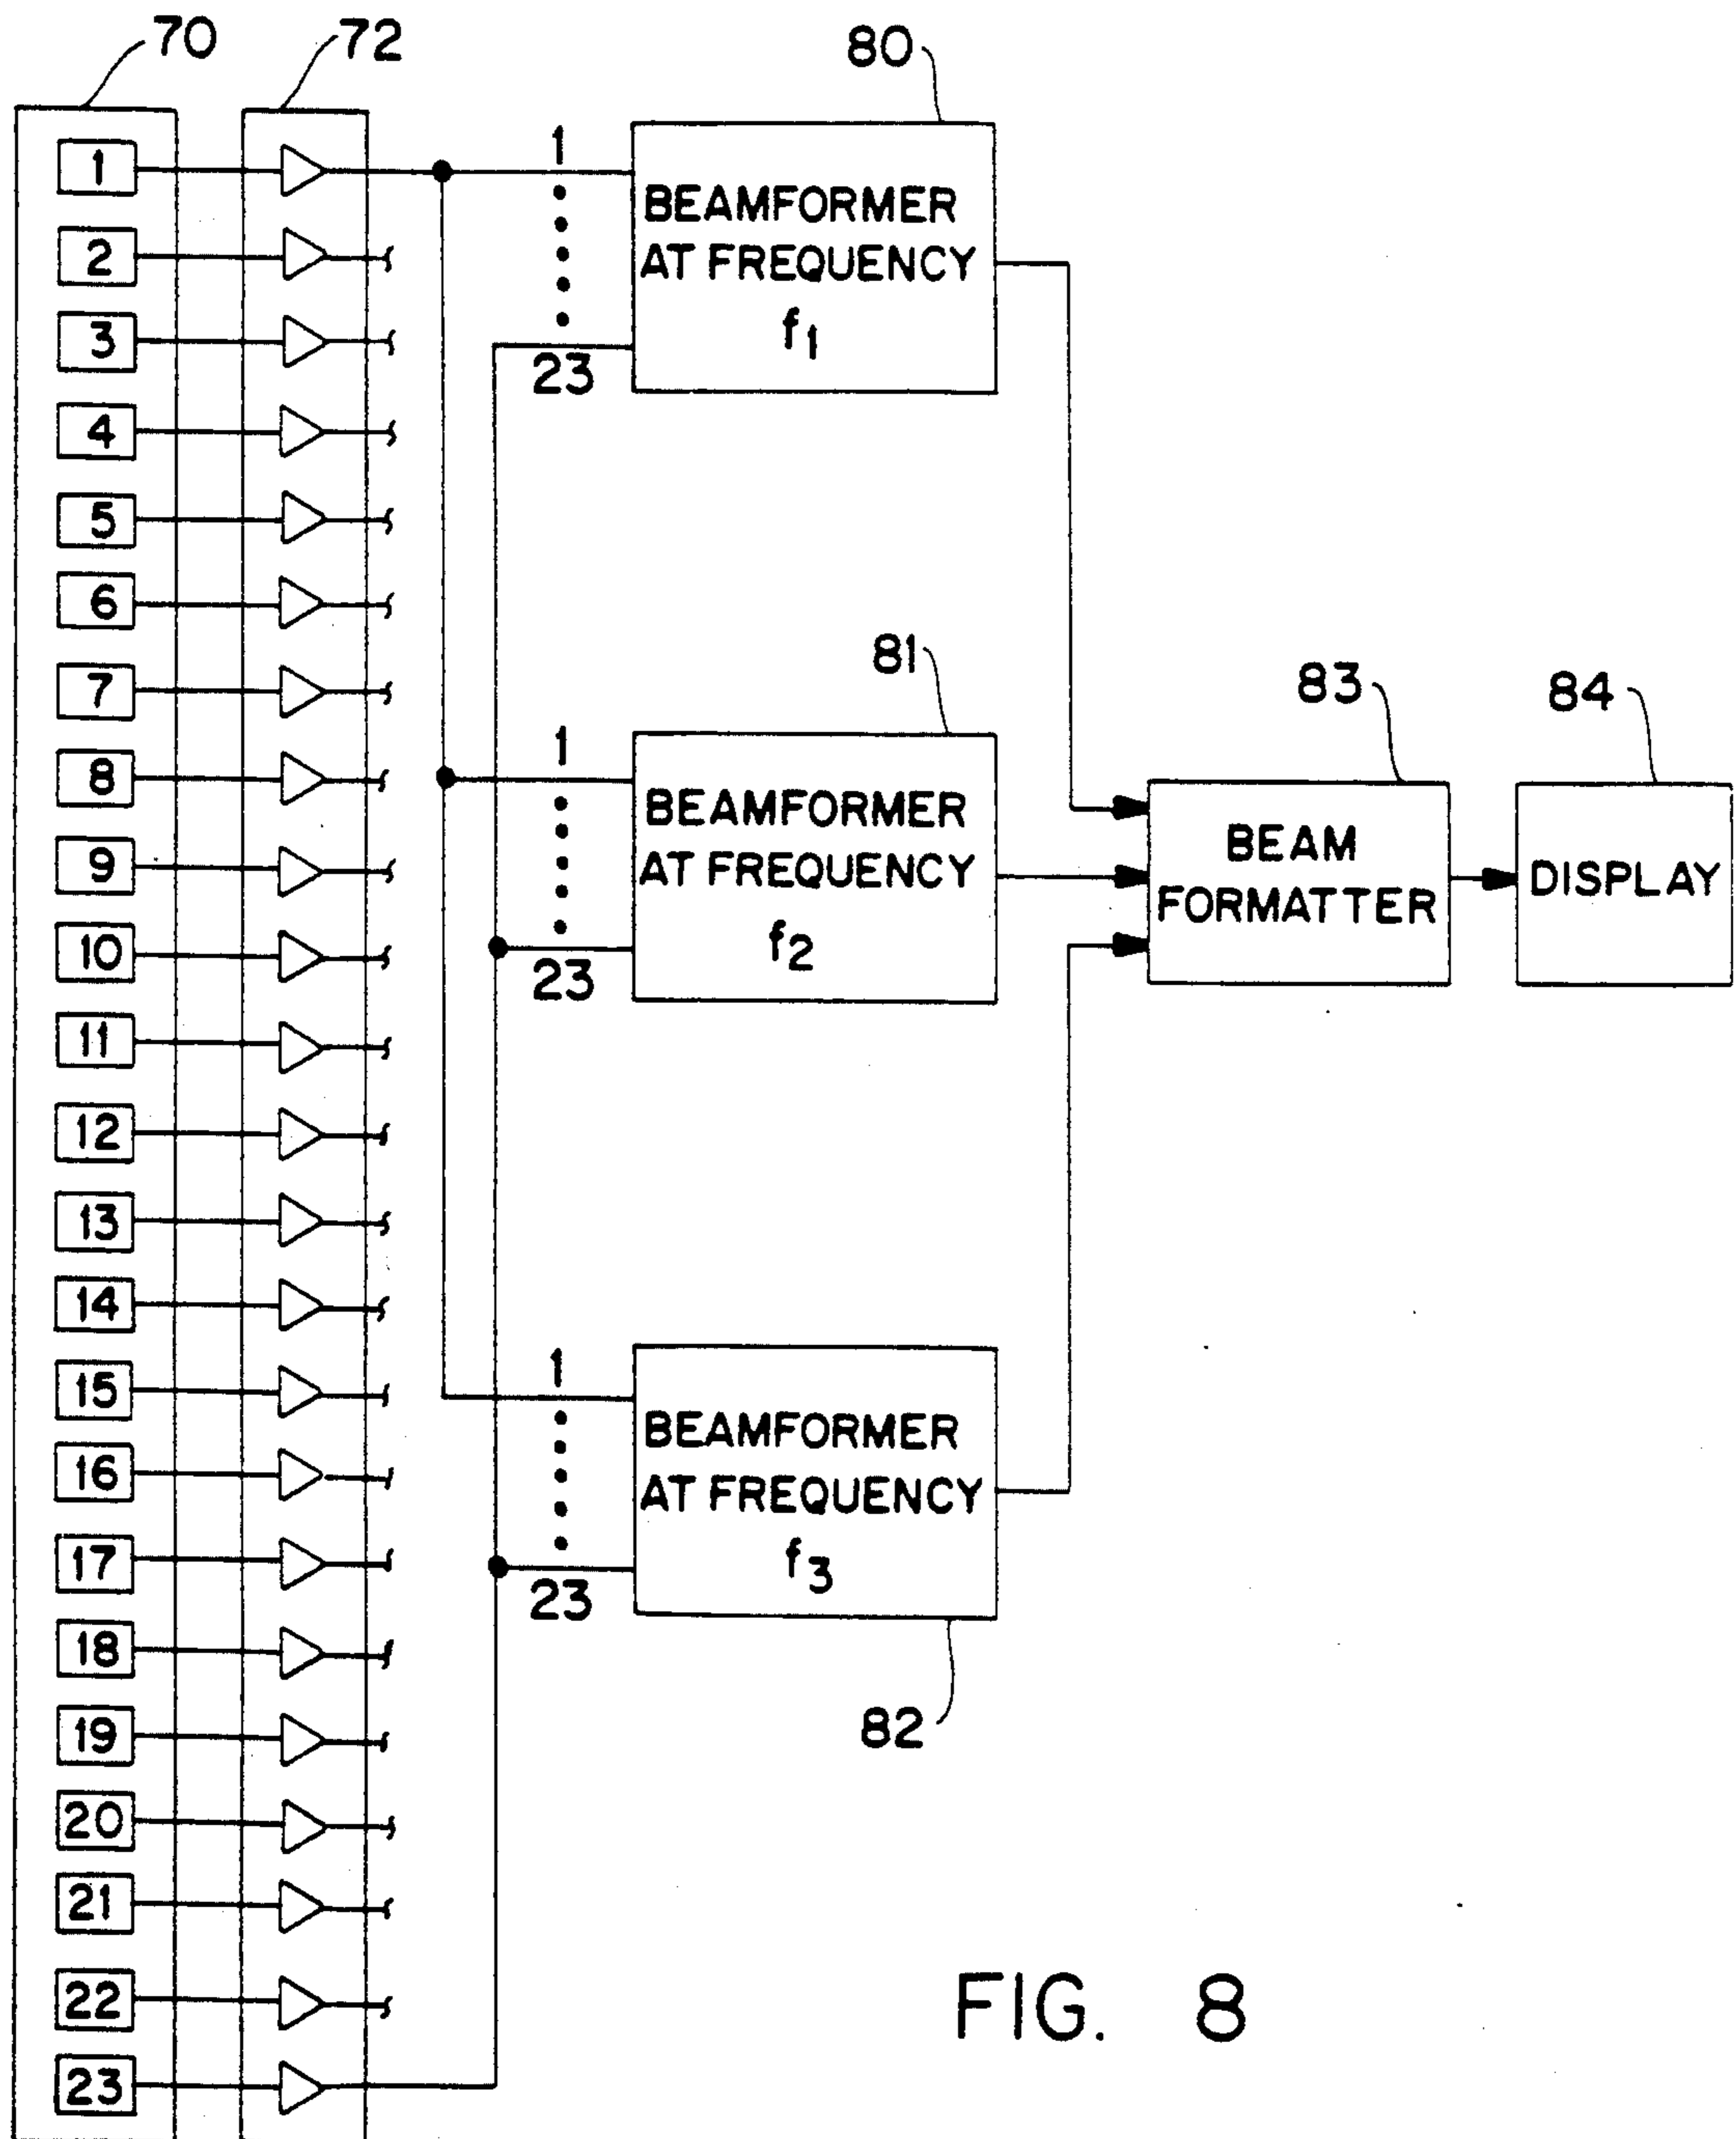 70
72
80
1
2
3
4
5
6
7
8
9
10
11
12
13
14
15
16
17
18
19
20
21
22
23
1
23
BEAMFORMER
AT FREQUENCY
f1
81
1
23
BEAMFORMER
AT FREQUENCY
f2
1
23
BEAMFORMER
AT FREQUENCY
f3
82
83
BEAM
FORMATTER
84
DISPLAY
FIG. 8